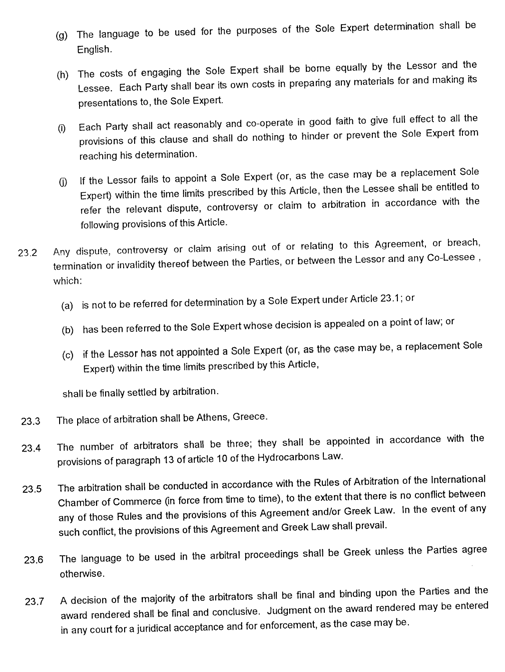 (g) The language to be used for the purposes of the Sole Expert determination shall be
English.
(h) The costs of engaging the Sole Expert shall be borne equally by the Lessor and the
Lessee. Each Party shall bear its own costs in preparing any materials for and making its
presentations to, the Sole Expert.
(i) Each Party shall act reasonably and co-operate in good faith to give full effect to all the
provisions of this clause and shall do nothing to hinder or prevent the Sole Expert from
reaching his determination.
(j) If the Lessor fails to appoint a Sole Expert (or, as the case may be a replacement Sole
Expert) within the time limits prescribed by this Article, then the Lessee shall be entitled to
refer the relevant dispute, controversy or claim to arbitration in accordance with the
following provisions of this Article.
23.2 Any dispute, controversy or claim arising out of or relating to this Agreement, or breach,
termination or invalidity thereof between the Parties, or between the Lessor and any Co-Lessee ,
which:
(a) is not to be referred for determination by a Sole Expert under Article 23.1; or
(b) has been referred to the Sole Expert whose decision is appealed on a point of law; or
(c) if the Lessor has not appointed a Sole Expert (or, as the case may be, a replacement Sole
Expert) within the time limits prescribed by this Article,
shall be finally settled by arbitration.
23.3 The place of arbitration shall be Athens, Greece.
23.4 The number of arbitrators shall be three; they shall be appointed in accordance with the
provisions of paragraph 13 of article 10 of the Hydrocarbons Law.
23.5 The arbitration shall be conducted in accordance with the Rules of Arbitration of the International
Chamber of Commerce (in force from time to time), to the extent that there is no conflict between
any of those Rules and the provisions of this Agreement and/or Greek Law. In the event of any
such conflict, the provisions of this Agreement and Greek Law shall prevail.
23.6 The language to be used in the arbitral proceedings shall be Greek unless the Parties agree
otherwise.
23.7 A decision of the majority of the arbitrators shall be final and binding upon the Parties and the
award rendered shall be final and conclusive. Judgment on the award rendered may be entered
in any court for a juridical acceptance and for enforcement, as the case may be.